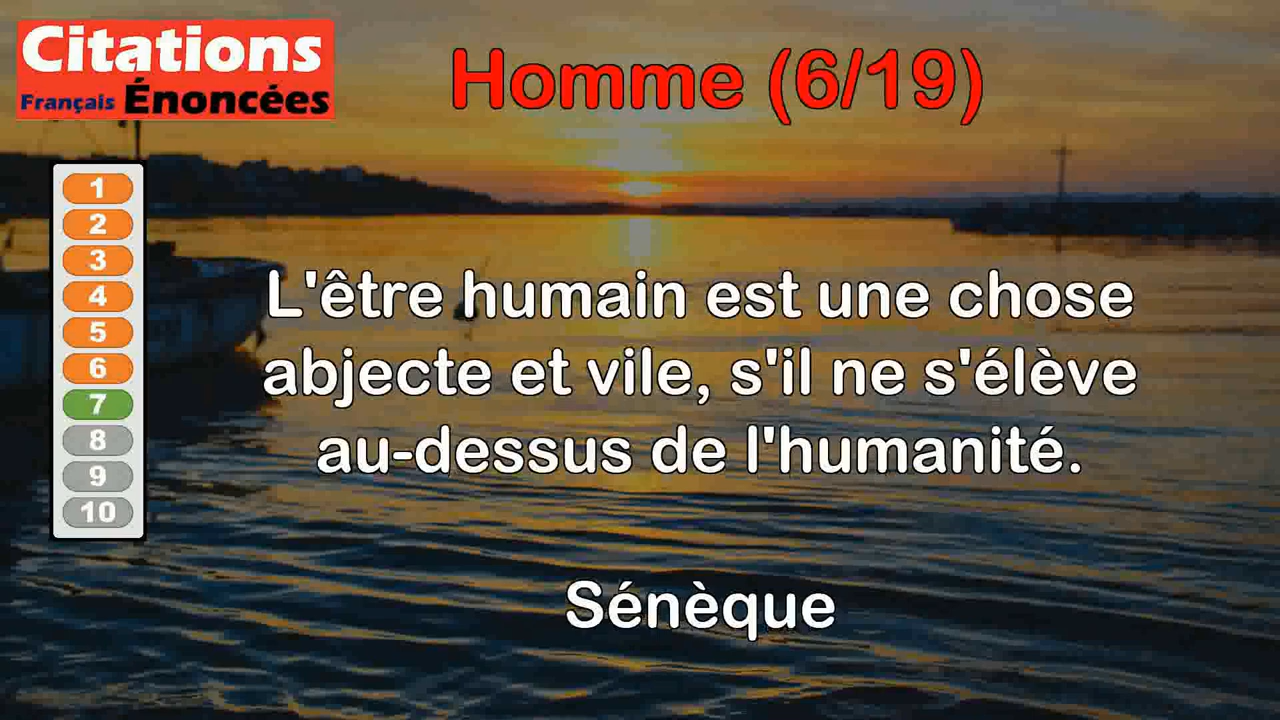 Citations
Français Énoncées
Homme (6/19)
1
2
3
4
5
6
7
8
9
10
L'être humain est une chose
abjecte et vile, s'il ne s'élève
au-dessus de l'humanité.
Sénèque